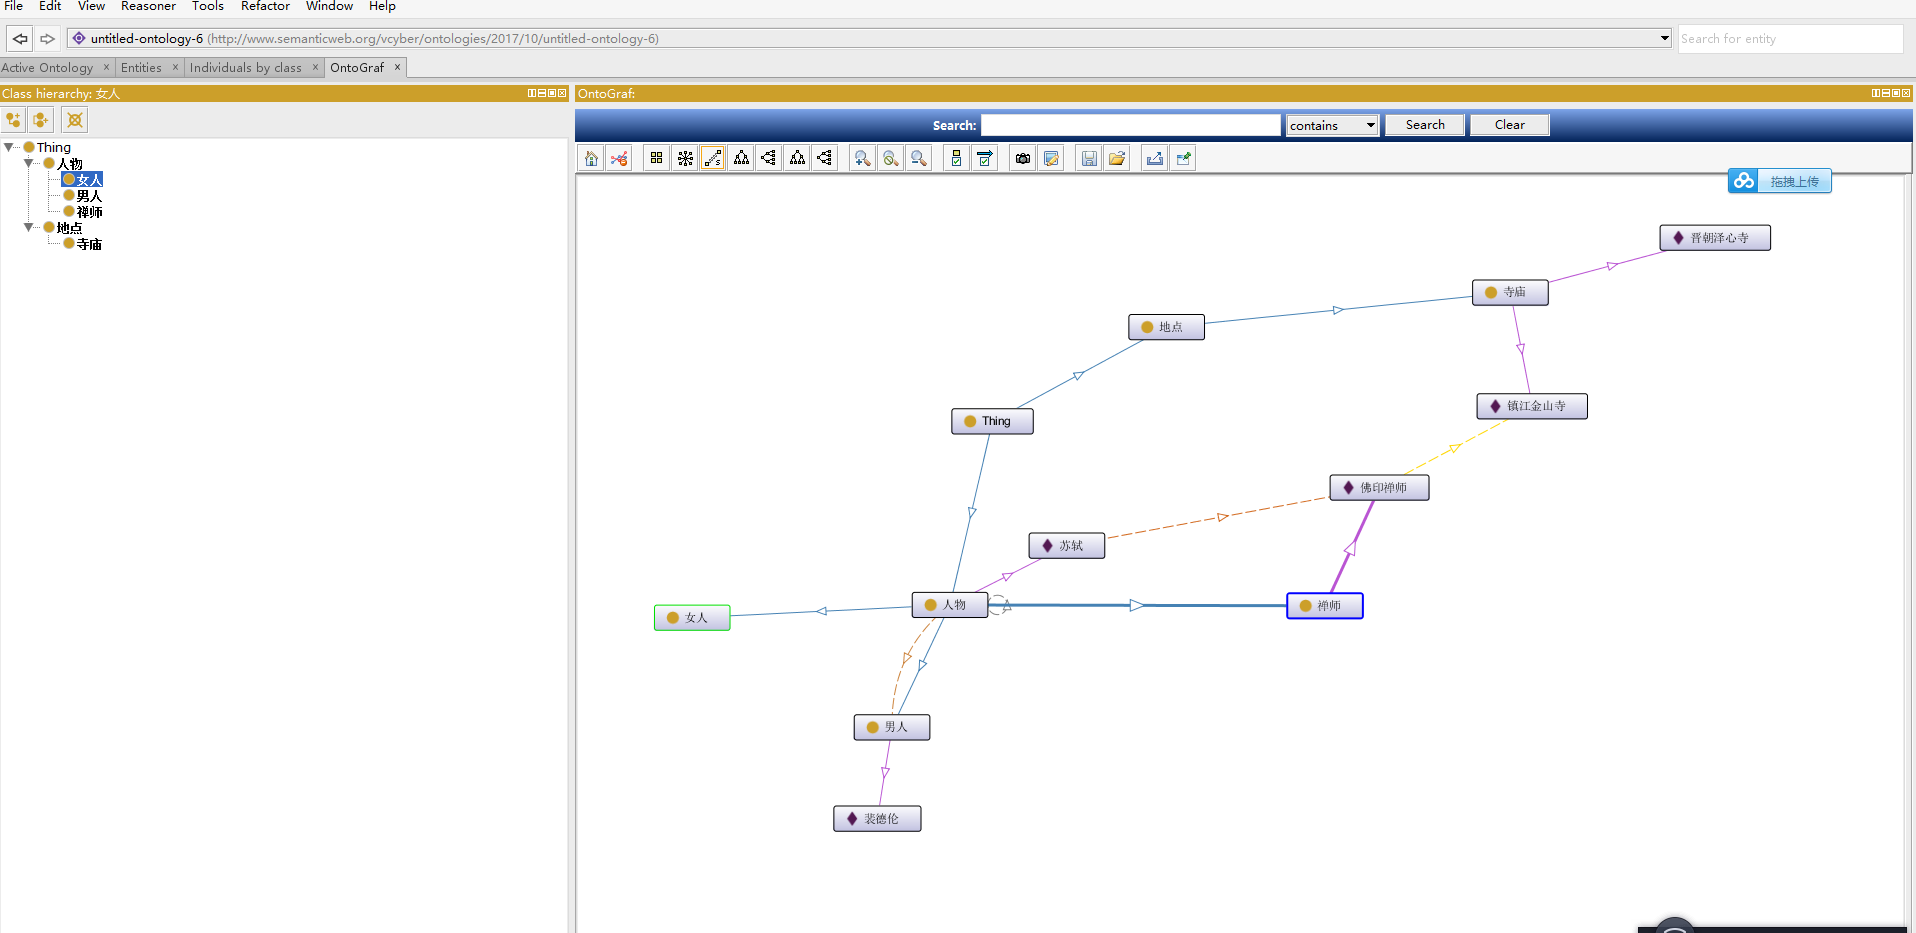 File Edit View Reasoner Tools Refactor Window Help
untitled-ontology-6 (http://www.semanticweb.org/vcyber/ontologies/2017/10/untitled-ontology-6)
Search for entity
Active Ontology × Entities × Individuals by class × OntoGraf ×
Class hierarchy: 女人
OntoGraf:
Search: contains Search Clear
Thing
人物
女人
男人
禅师
地点
寺庙
拖拽上传
晋朝泽心寺
寺庙
地点
镇江金山寺
Thing
佛印禅师
苏轼
人物
禅师
女人
男人
裴德伦